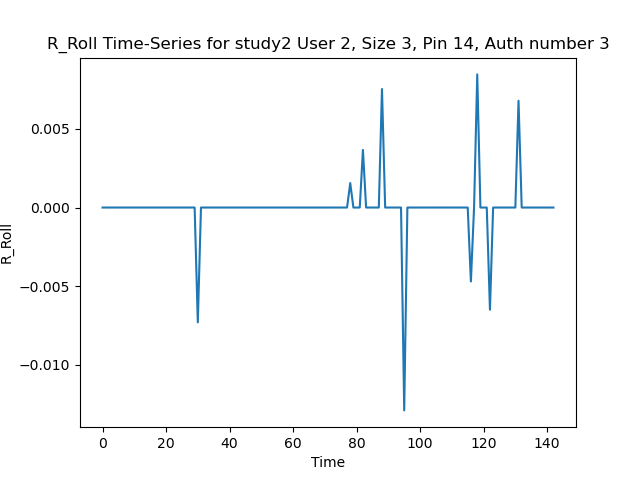 R_Roll Time-Series for study2 User 2, Size 3, Pin 14, Auth number 3
0.005
0.000
−0.005
−0.010
R_Roll
0 20 40 60 80 100 120 140
Time